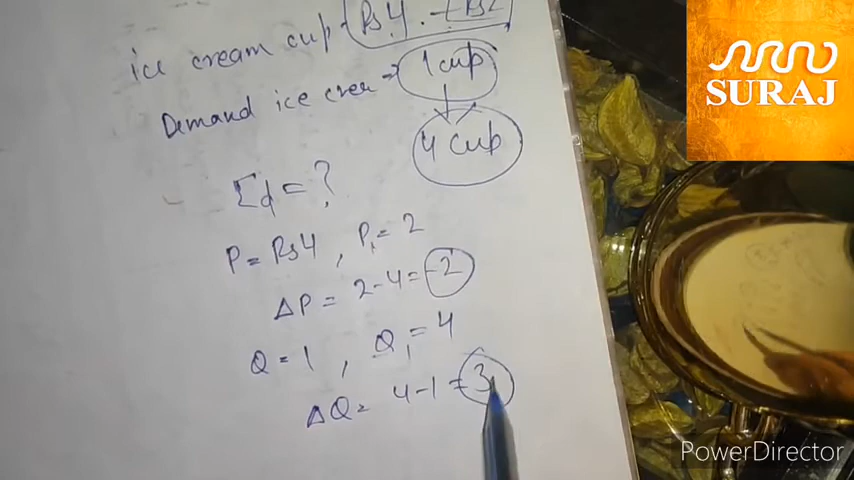 ice cream cup - Rs 4 - Rs 2
Demand ice crea = 1 cup
4 cup
Ed = ?
P = Rs 4 , P₁ = 2
ΔP = 2-4 = -2
Q = 1 , Q₁ = 4
ΔQ = 4-1 = 3
SURAJ
PowerDirector